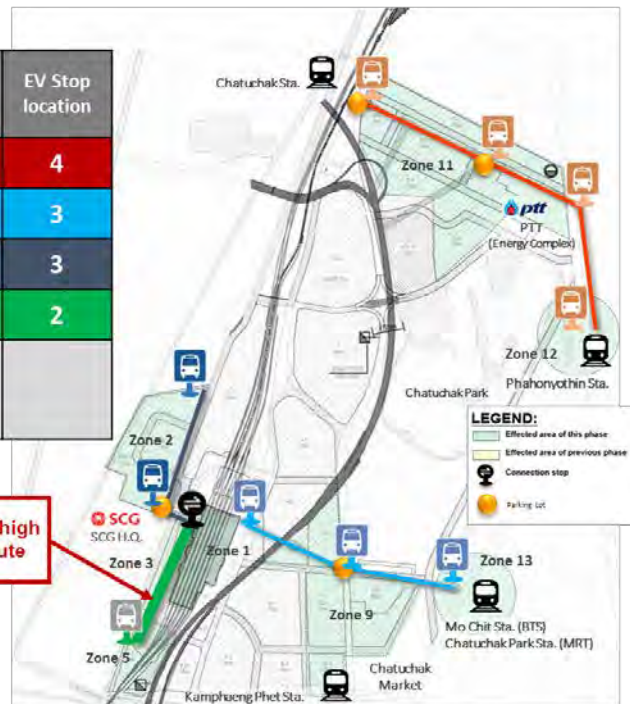 EV Stop
location
4
3
3
2
high
ute
Chatuchak Sta.
Zone 11
ptt
PTT
(Energy Complex)
Zone 12
Phahonyothin Sta.
Chatuchak Park
LEGEND:
Effected area of this phase
Effected area of previous phase
Connection stop
Parking Lot
Zone 2
SCG
SCG H.Q.
Zone 3
Zone 1
Zone 5
Zone 9
Zone 13
Mo Chit Sta. (BTS)
Chatuchak Park Sta. (MRT)
Chatuchak
Market
Kamphaeng Phet Sta.